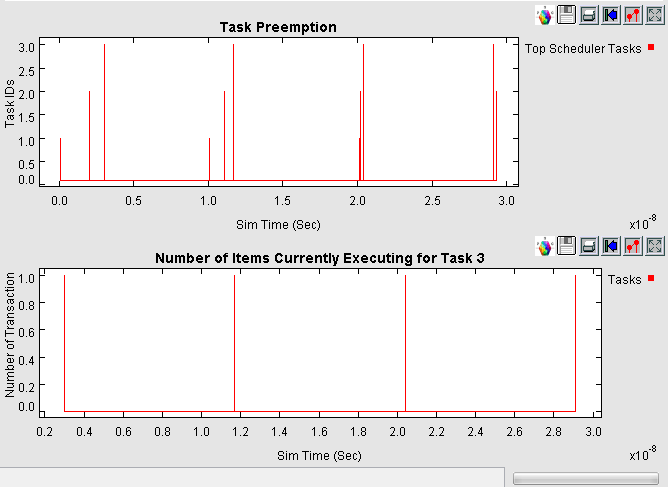 Task Preemption
Top Scheduler Tasks
Task IDs
3.0
2.5
2.0
1.5
1.0
0.5
0.0
0.0 0.5 1.0 1.5 2.0 2.5 3.0
Sim Time (Sec)
x10^-8
Number of Items Currently Executing for Task 3
Tasks
Number of Transaction
1.0
0.8
0.6
0.4
0.2
0.0
0.2 0.4 0.6 0.8 1.0 1.2 1.4 1.6 1.8 2.0 2.2 2.4 2.6 2.8 3.0
Sim Time (Sec)
x10^-8